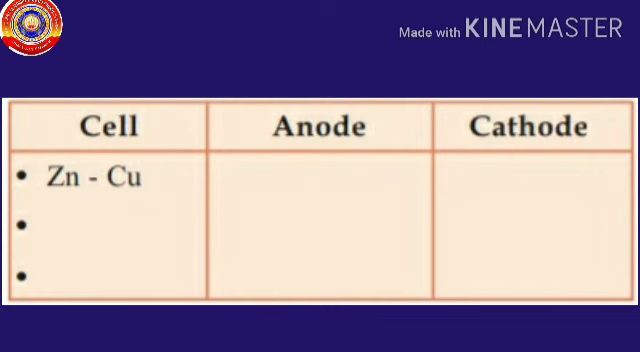 Made with KINEMASTER
Cell Anode Cathode
• Zn - Cu
•
•